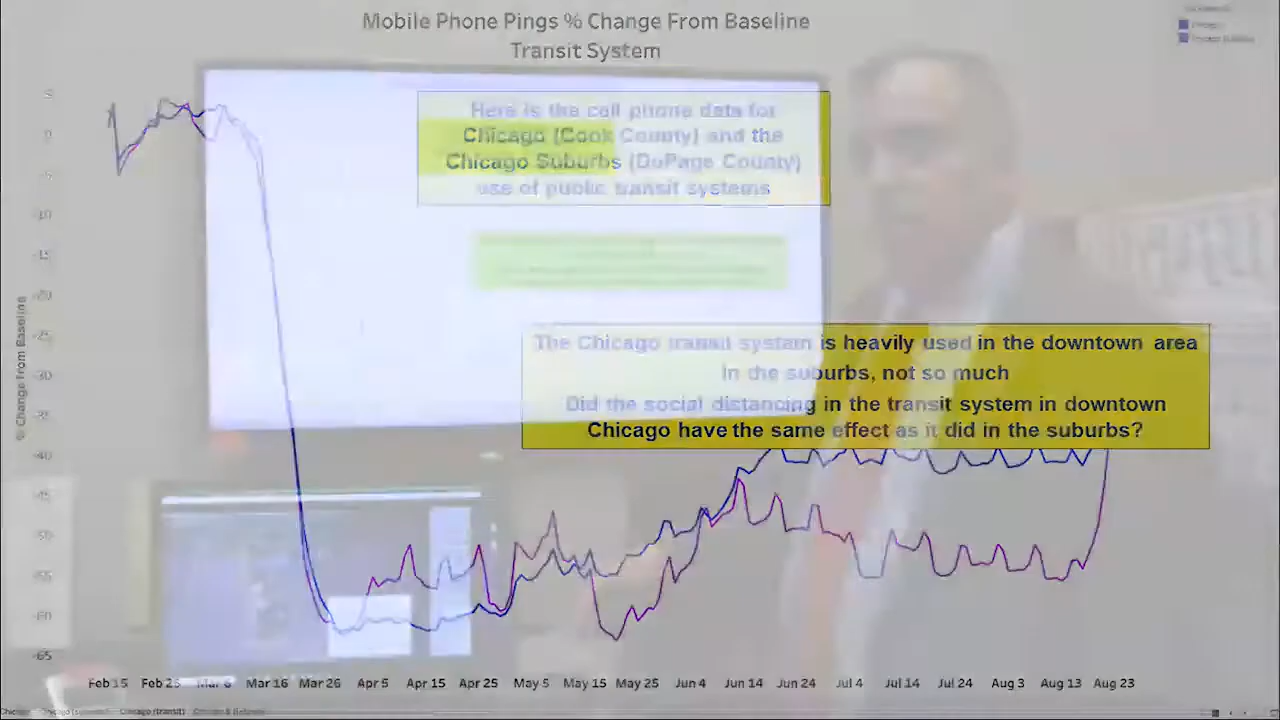 Mobile Phone Pings % Change From Baseline
Transit System
Here is the cell phone data for
Chicago (Cook County) and the
Chicago Suburbs (DuPage County)
use of public transit systems
The Chicago transit system is heavily used in the downtown area
In the suburbs, not so much
Did the social distancing in the transit system in downtown
Chicago have the same effect as it did in the suburbs?
% Change From Baseline
5
0
-5
-10
-15
-20
-25
-30
-35
-40
-45
-50
-55
-60
-65
Feb 15 Feb 25 Mar 6 Mar 16 Mar 26 Apr 5 Apr 15 Apr 25 May 5 May 15 May 25 Jun 4 Jun 14 Jun 24 Jul 4 Jul 14 Jul 24 Aug 3 Aug 13 Aug 23
Chicago (transit)